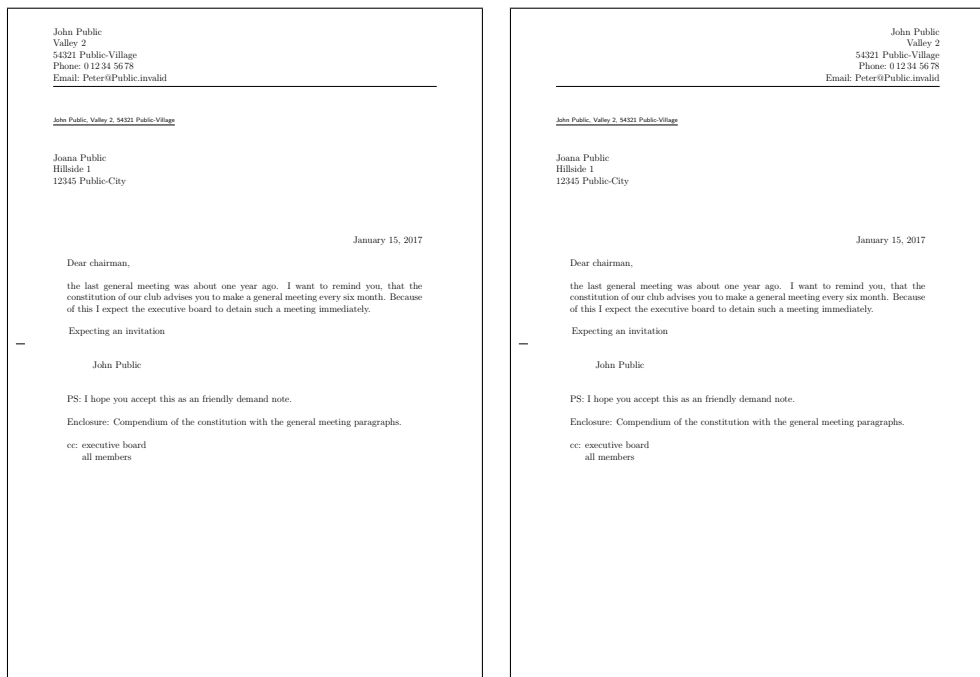 John Public
Valley 2
54321 Public-Village
Phone: 0 12 34 56 78
Email: Peter@Public.invalid
John Public, Valley 2, 54321 Public-Village
Joana Public
Hillside 1
12345 Public-City
January 15, 2017
Dear chairman,
the last general meeting was about one year ago. I want to remind you, that the
constitution of our club advises you to make a general meeting every six month. Because
of this I expect the executive board to detain such a meeting immediately.
Expecting an invitation
John Public
PS: I hope you accept this as an friendly demand note.
Enclosure: Compendium of the constitution with the general meeting paragraphs.
cc: executive board
all members
John Public
Valley 2
54321 Public-Village
Phone: 0 12 34 56 78
Email: Peter@Public.invalid
John Public, Valley 2, 54321 Public-Village
Joana Public
Hillside 1
12345 Public-City
January 15, 2017
Dear chairman,
the last general meeting was about one year ago. I want to remind you, that the
constitution of our club advises you to make a general meeting every six month. Because
of this I expect the executive board to detain such a meeting immediately.
Expecting an invitation
John Public
PS: I hope you accept this as an friendly demand note.
Enclosure: Compendium of the constitution with the general meeting paragraphs.
cc: executive board
all members